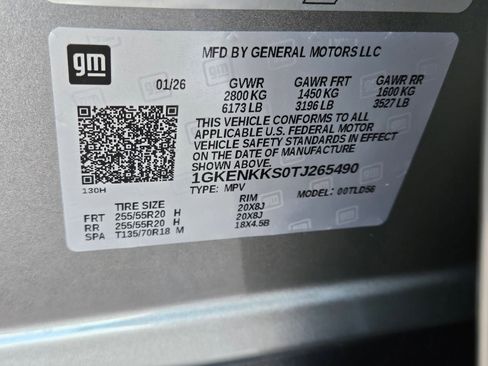 gm
MFD BY GENERAL MOTORS LLC
01/26 GVWR GAWR FRT GAWR RR
2800 KG 1450 KG 1600 KG
6173 LB 3196 LB 3527 LB
THIS VEHICLE CONFORMS TO ALL
APPLICABLE U.S. FEDERAL MOTOR
VEHICLE SAFETY STANDARDS IN EFFECT
ON THE DATE OF MANUFACTURE SHOWN ABOVE.
1GKENKKS0TJ265490
130H TYPE: MPV MODEL: 00TLD56
TIRE SIZE RIM
FRT 255/55R20 H 20X8J
RR 255/55R20 H 20X8J
SPA T135/70R18 M 18X4.5B